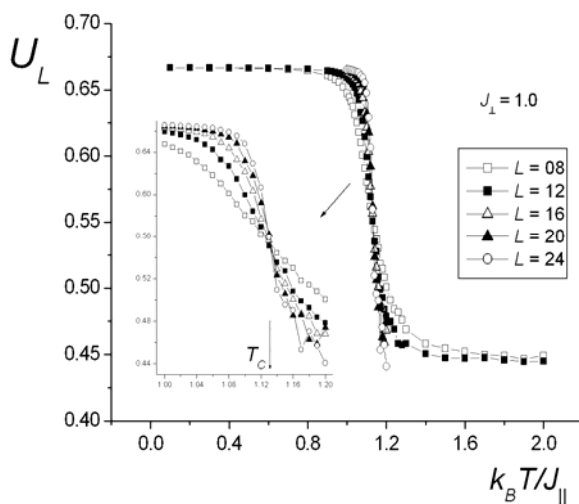 U_L
0.70
0.65
0.60
0.55
0.50
0.45
0.40
0.0 0.4 0.8 1.2 1.6 2.0
k_B T/J_||
J_⊥ = 1.0
L = 08
L = 12
L = 16
L = 20
L = 24
0.64
0.60
0.56
0.52
0.48
0.44
1.00 1.04 1.08 1.12 1.16 1.20
T_C